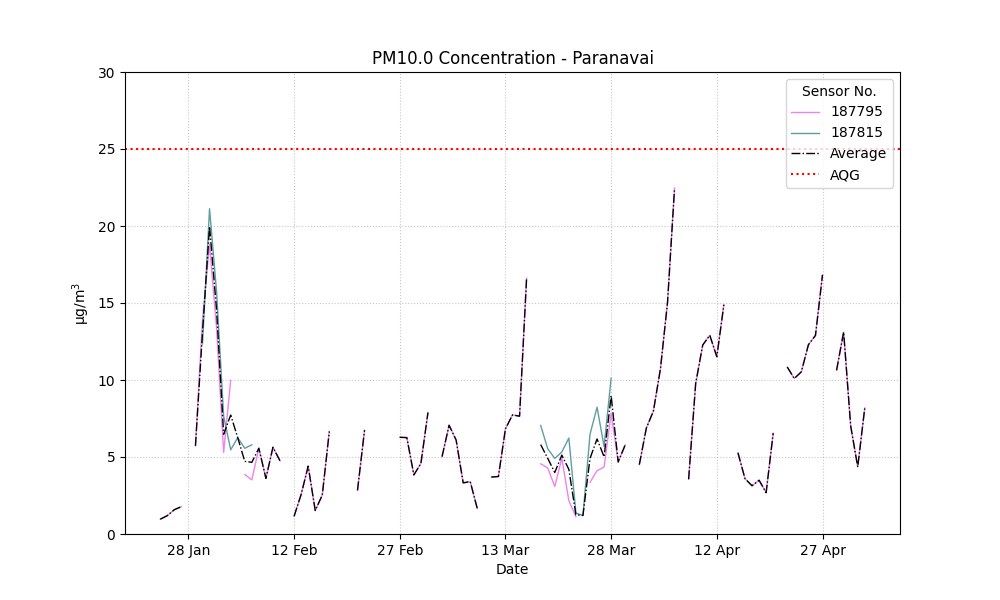 PM10.0 Concentration - Paranavai
30
25
20
15
10
5
0
µg/m³
Sensor No.
187795
187815
Average
AQG
28 Jan
12 Feb
27 Feb
13 Mar
28 Mar
12 Apr
27 Apr
Date